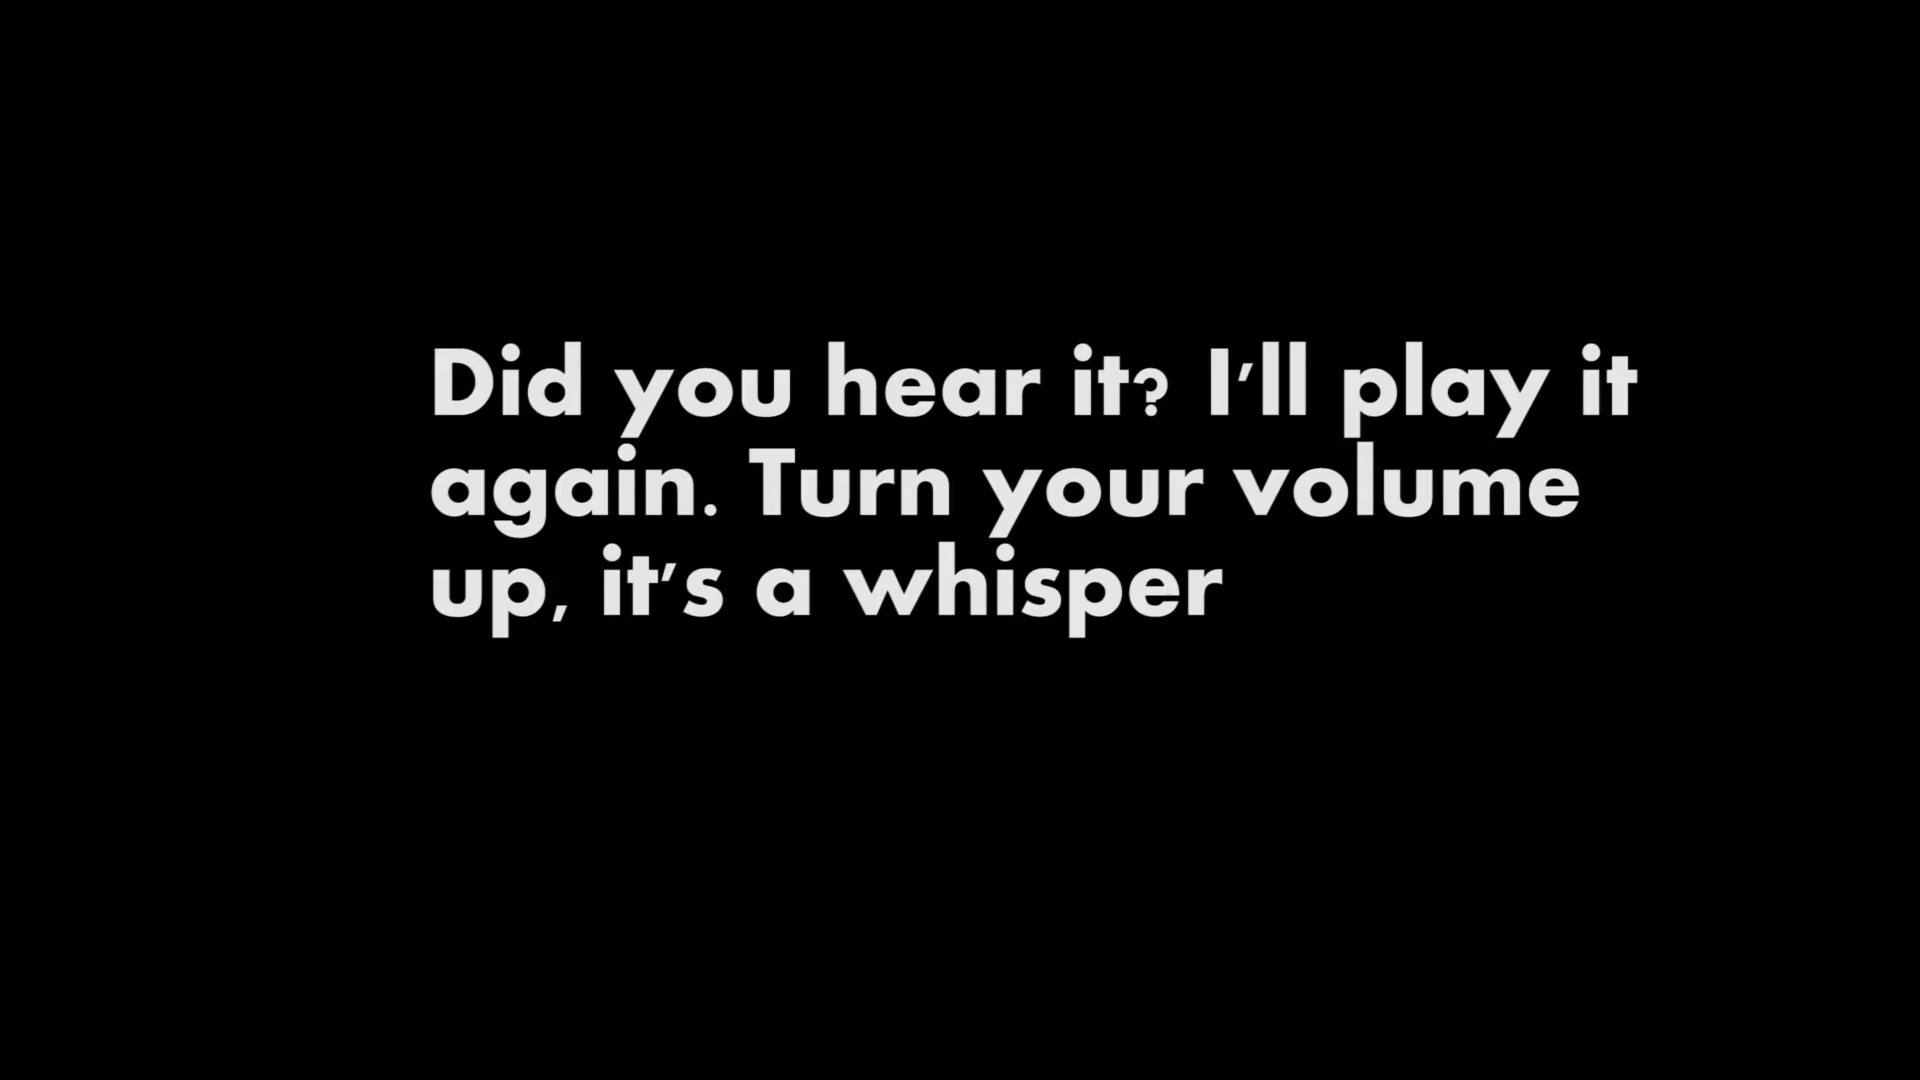 Did you hear it? I'll play it
again. Turn your volume
up, it's a whisper